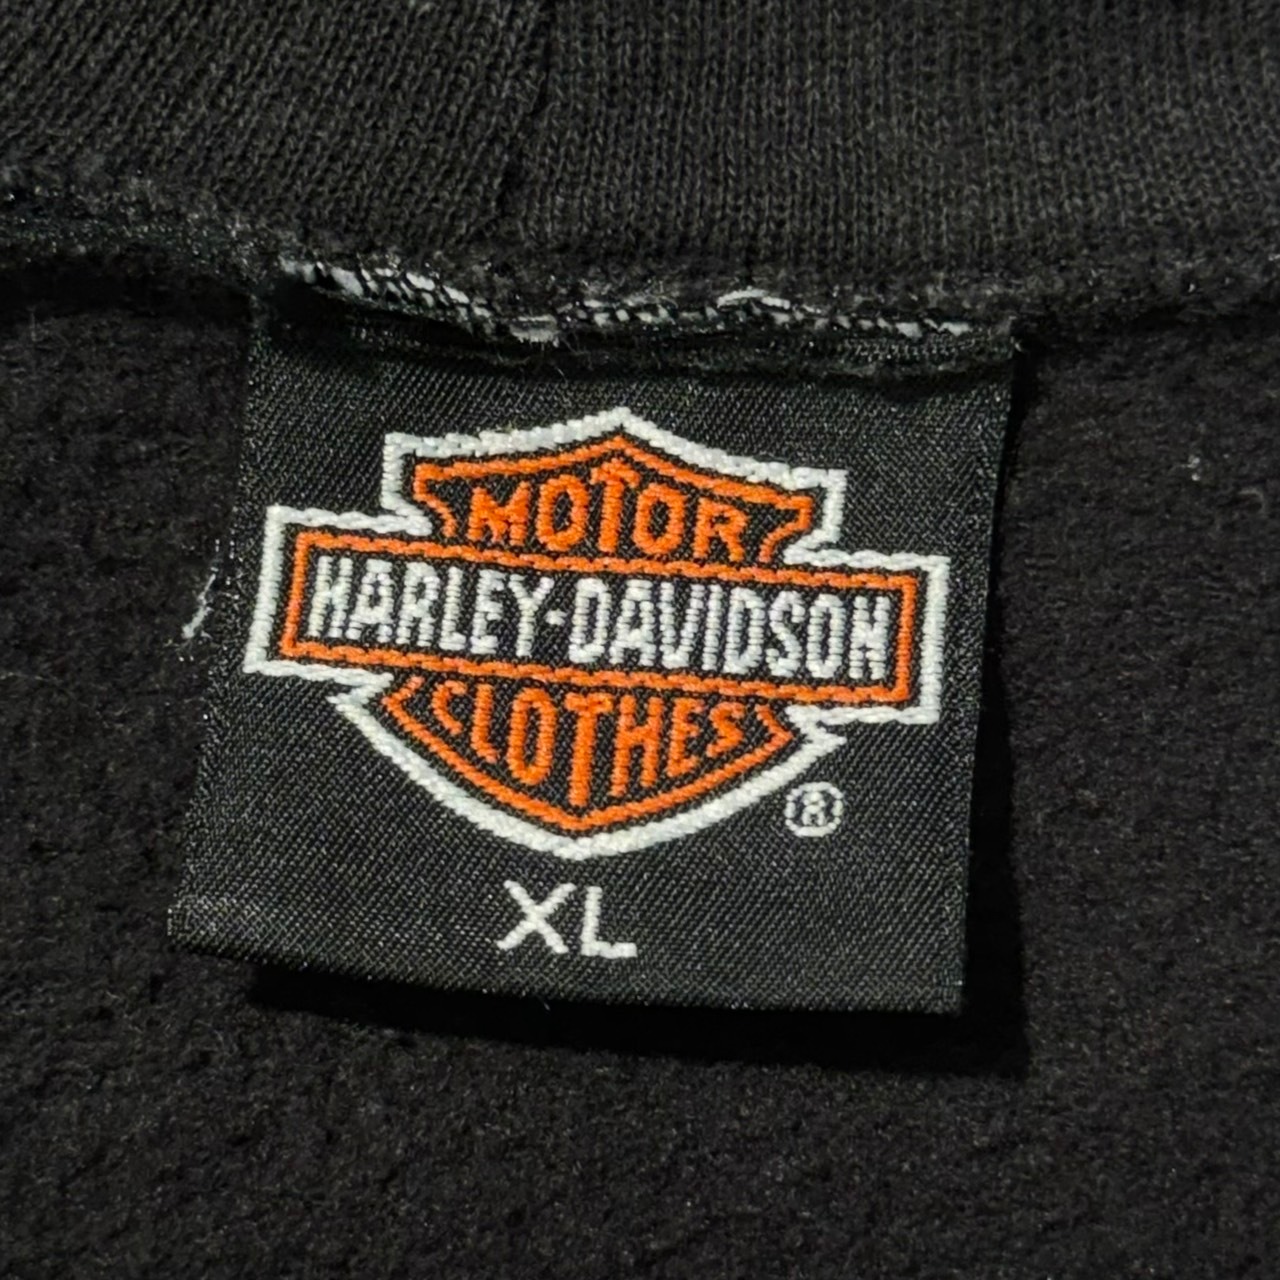 MOTOR
HARLEY-DAVIDSON
CLOTHES
®
XL